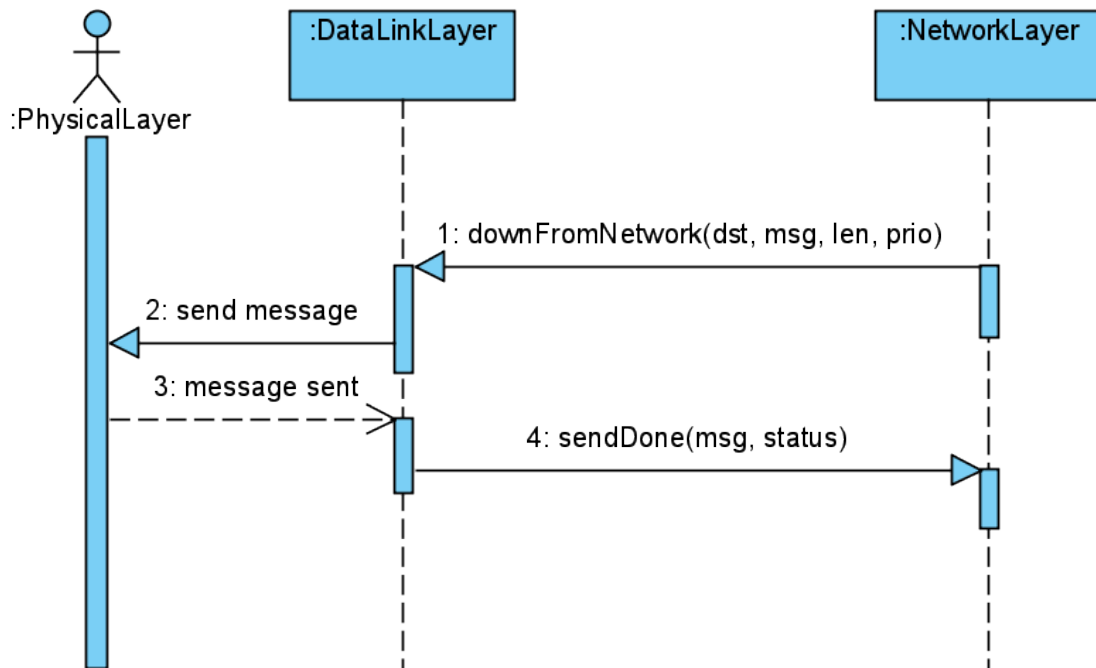 :DataLinkLayer
:NetworkLayer
:PhysicalLayer
1: downFromNetwork(dst, msg, len, prio)
2: send message
3: message sent
4: sendDone(msg, status)